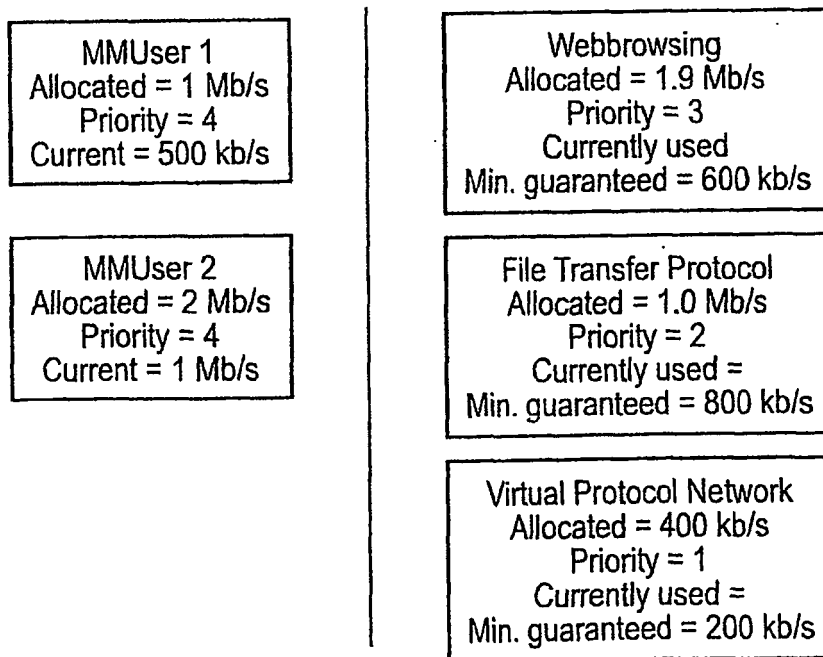 MMUser 1
Allocated = 1 Mb/s
Priority = 4
Current = 500 kb/s
MMUser 2
Allocated = 2 Mb/s
Priority = 4
Current = 1 Mb/s
Webbrowsing
Allocated = 1.9 Mb/s
Priority = 3
Currently used
Min. guaranteed = 600 kb/s
File Transfer Protocol
Allocated = 1.0 Mb/s
Priority = 2
Currently used =
Min. guaranteed = 800 kb/s
Virtual Protocol Network
Allocated = 400 kb/s
Priority = 1
Currently used =
Min. guaranteed = 200 kb/s